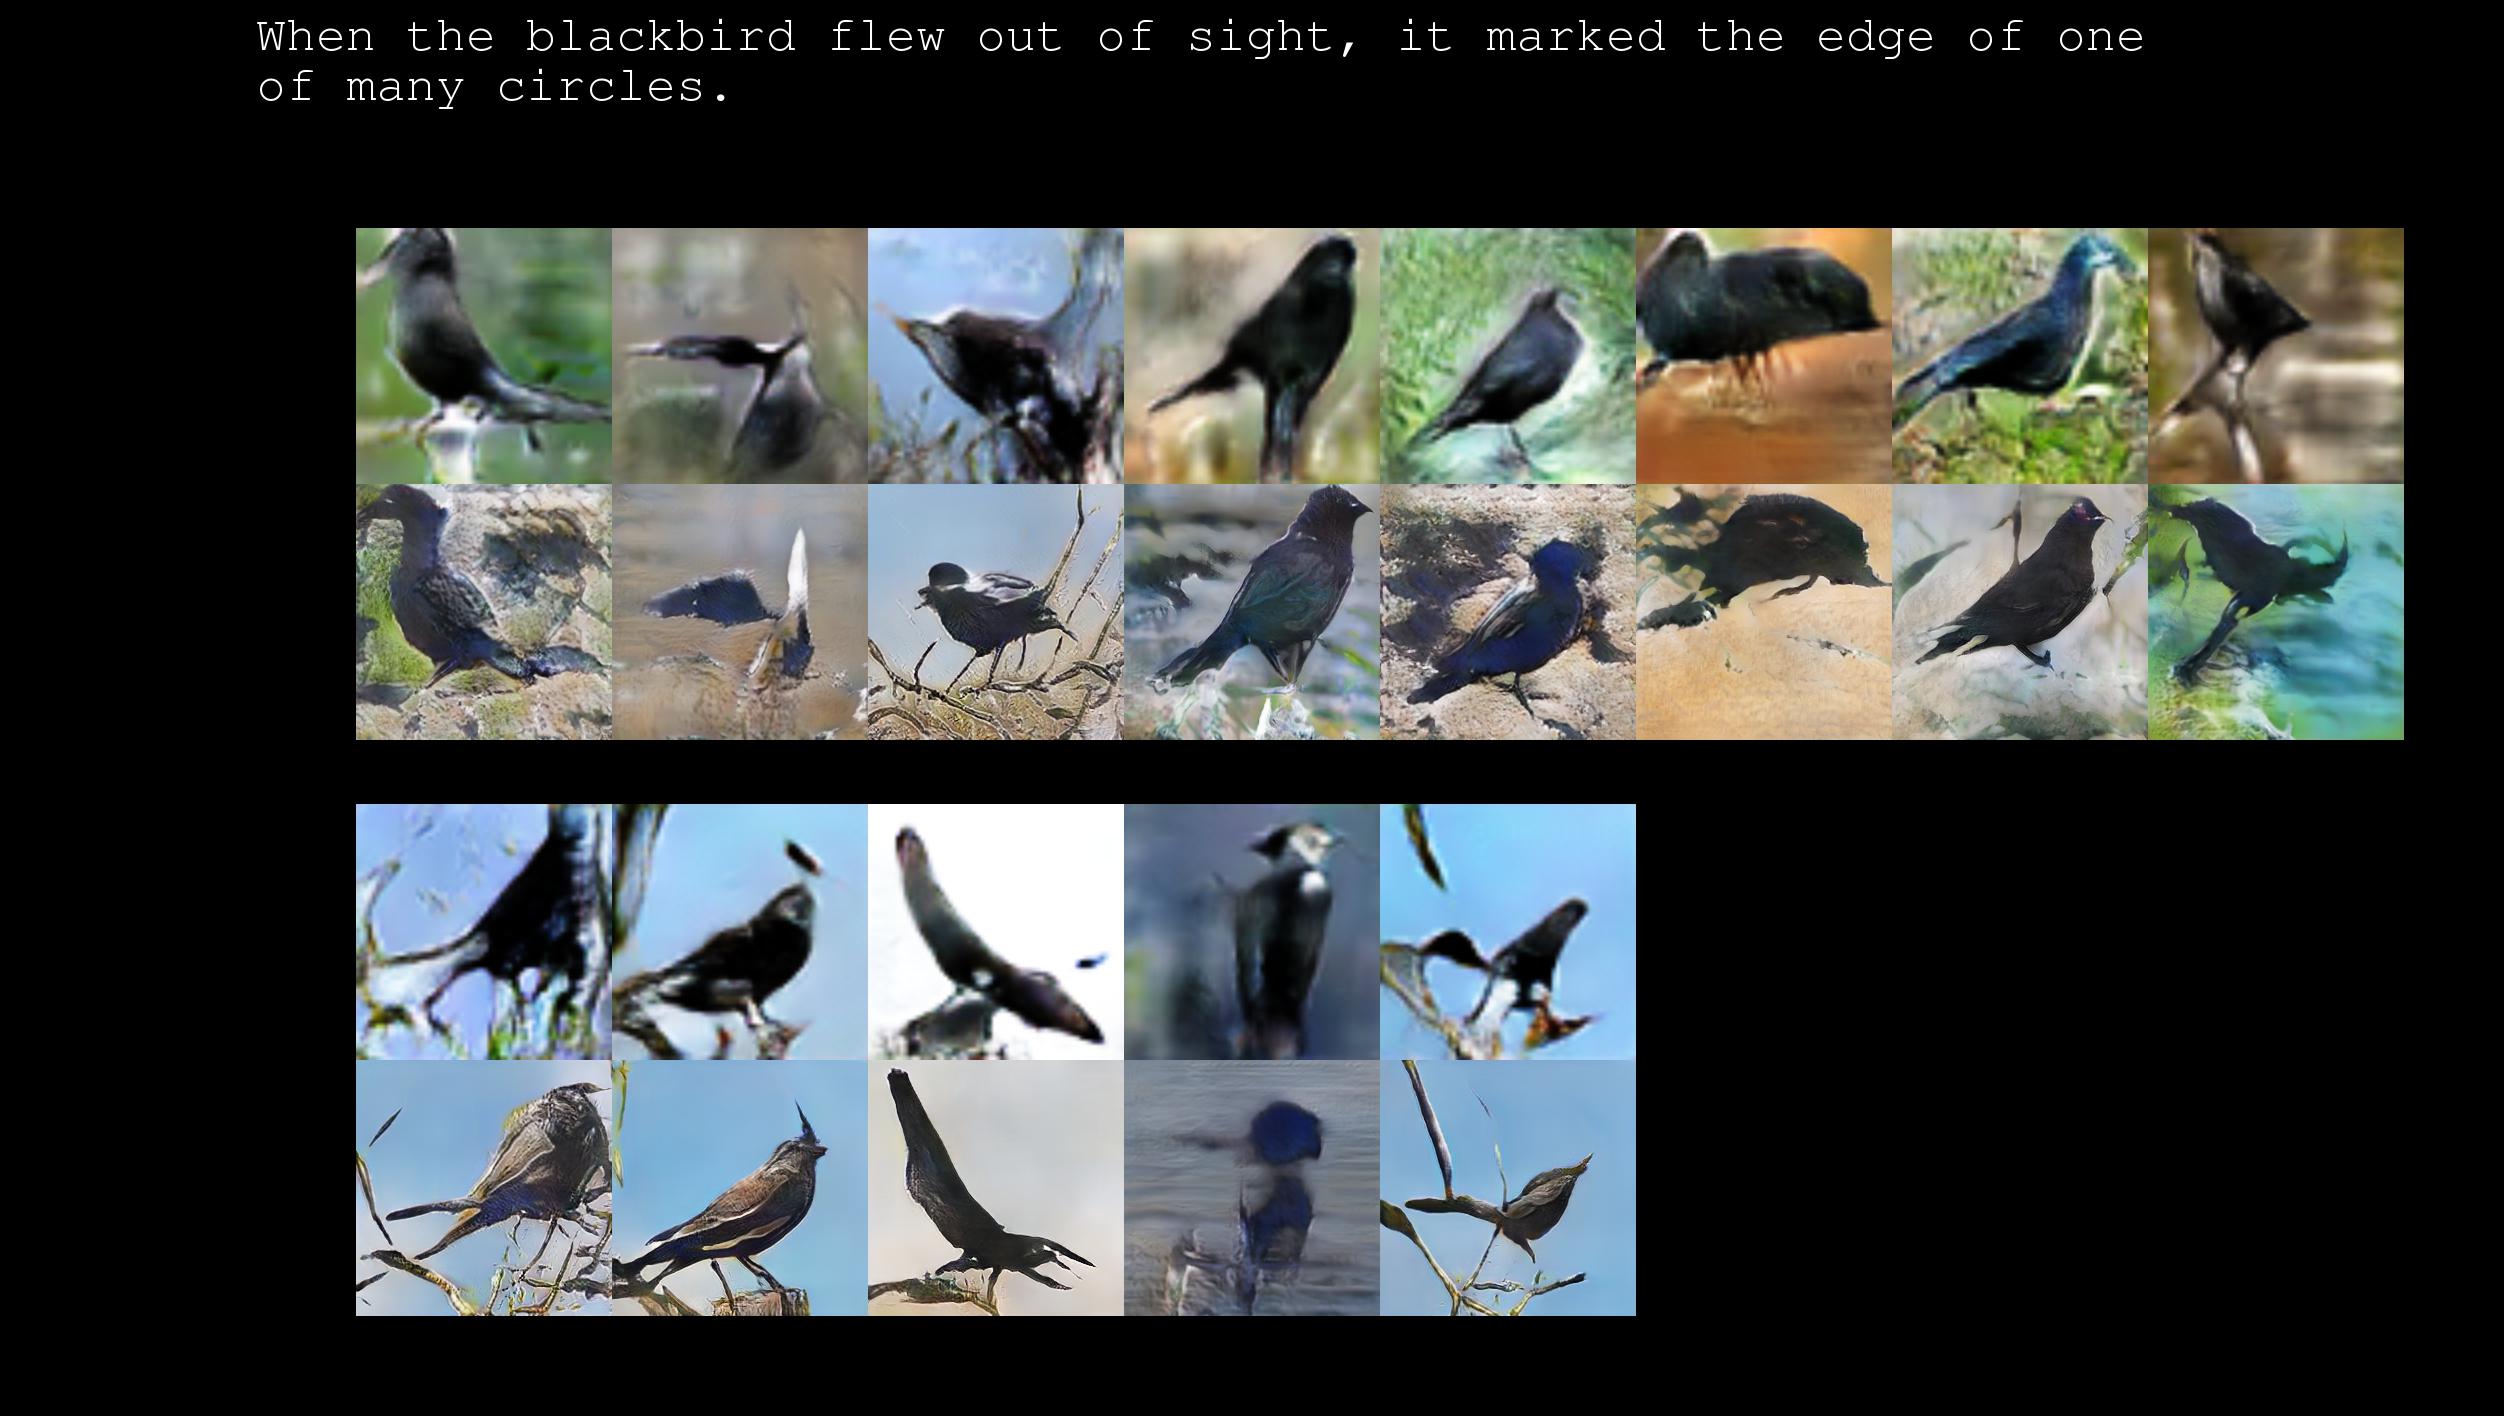 When the blackbird flew out of sight, it marked the edge of one
of many circles.